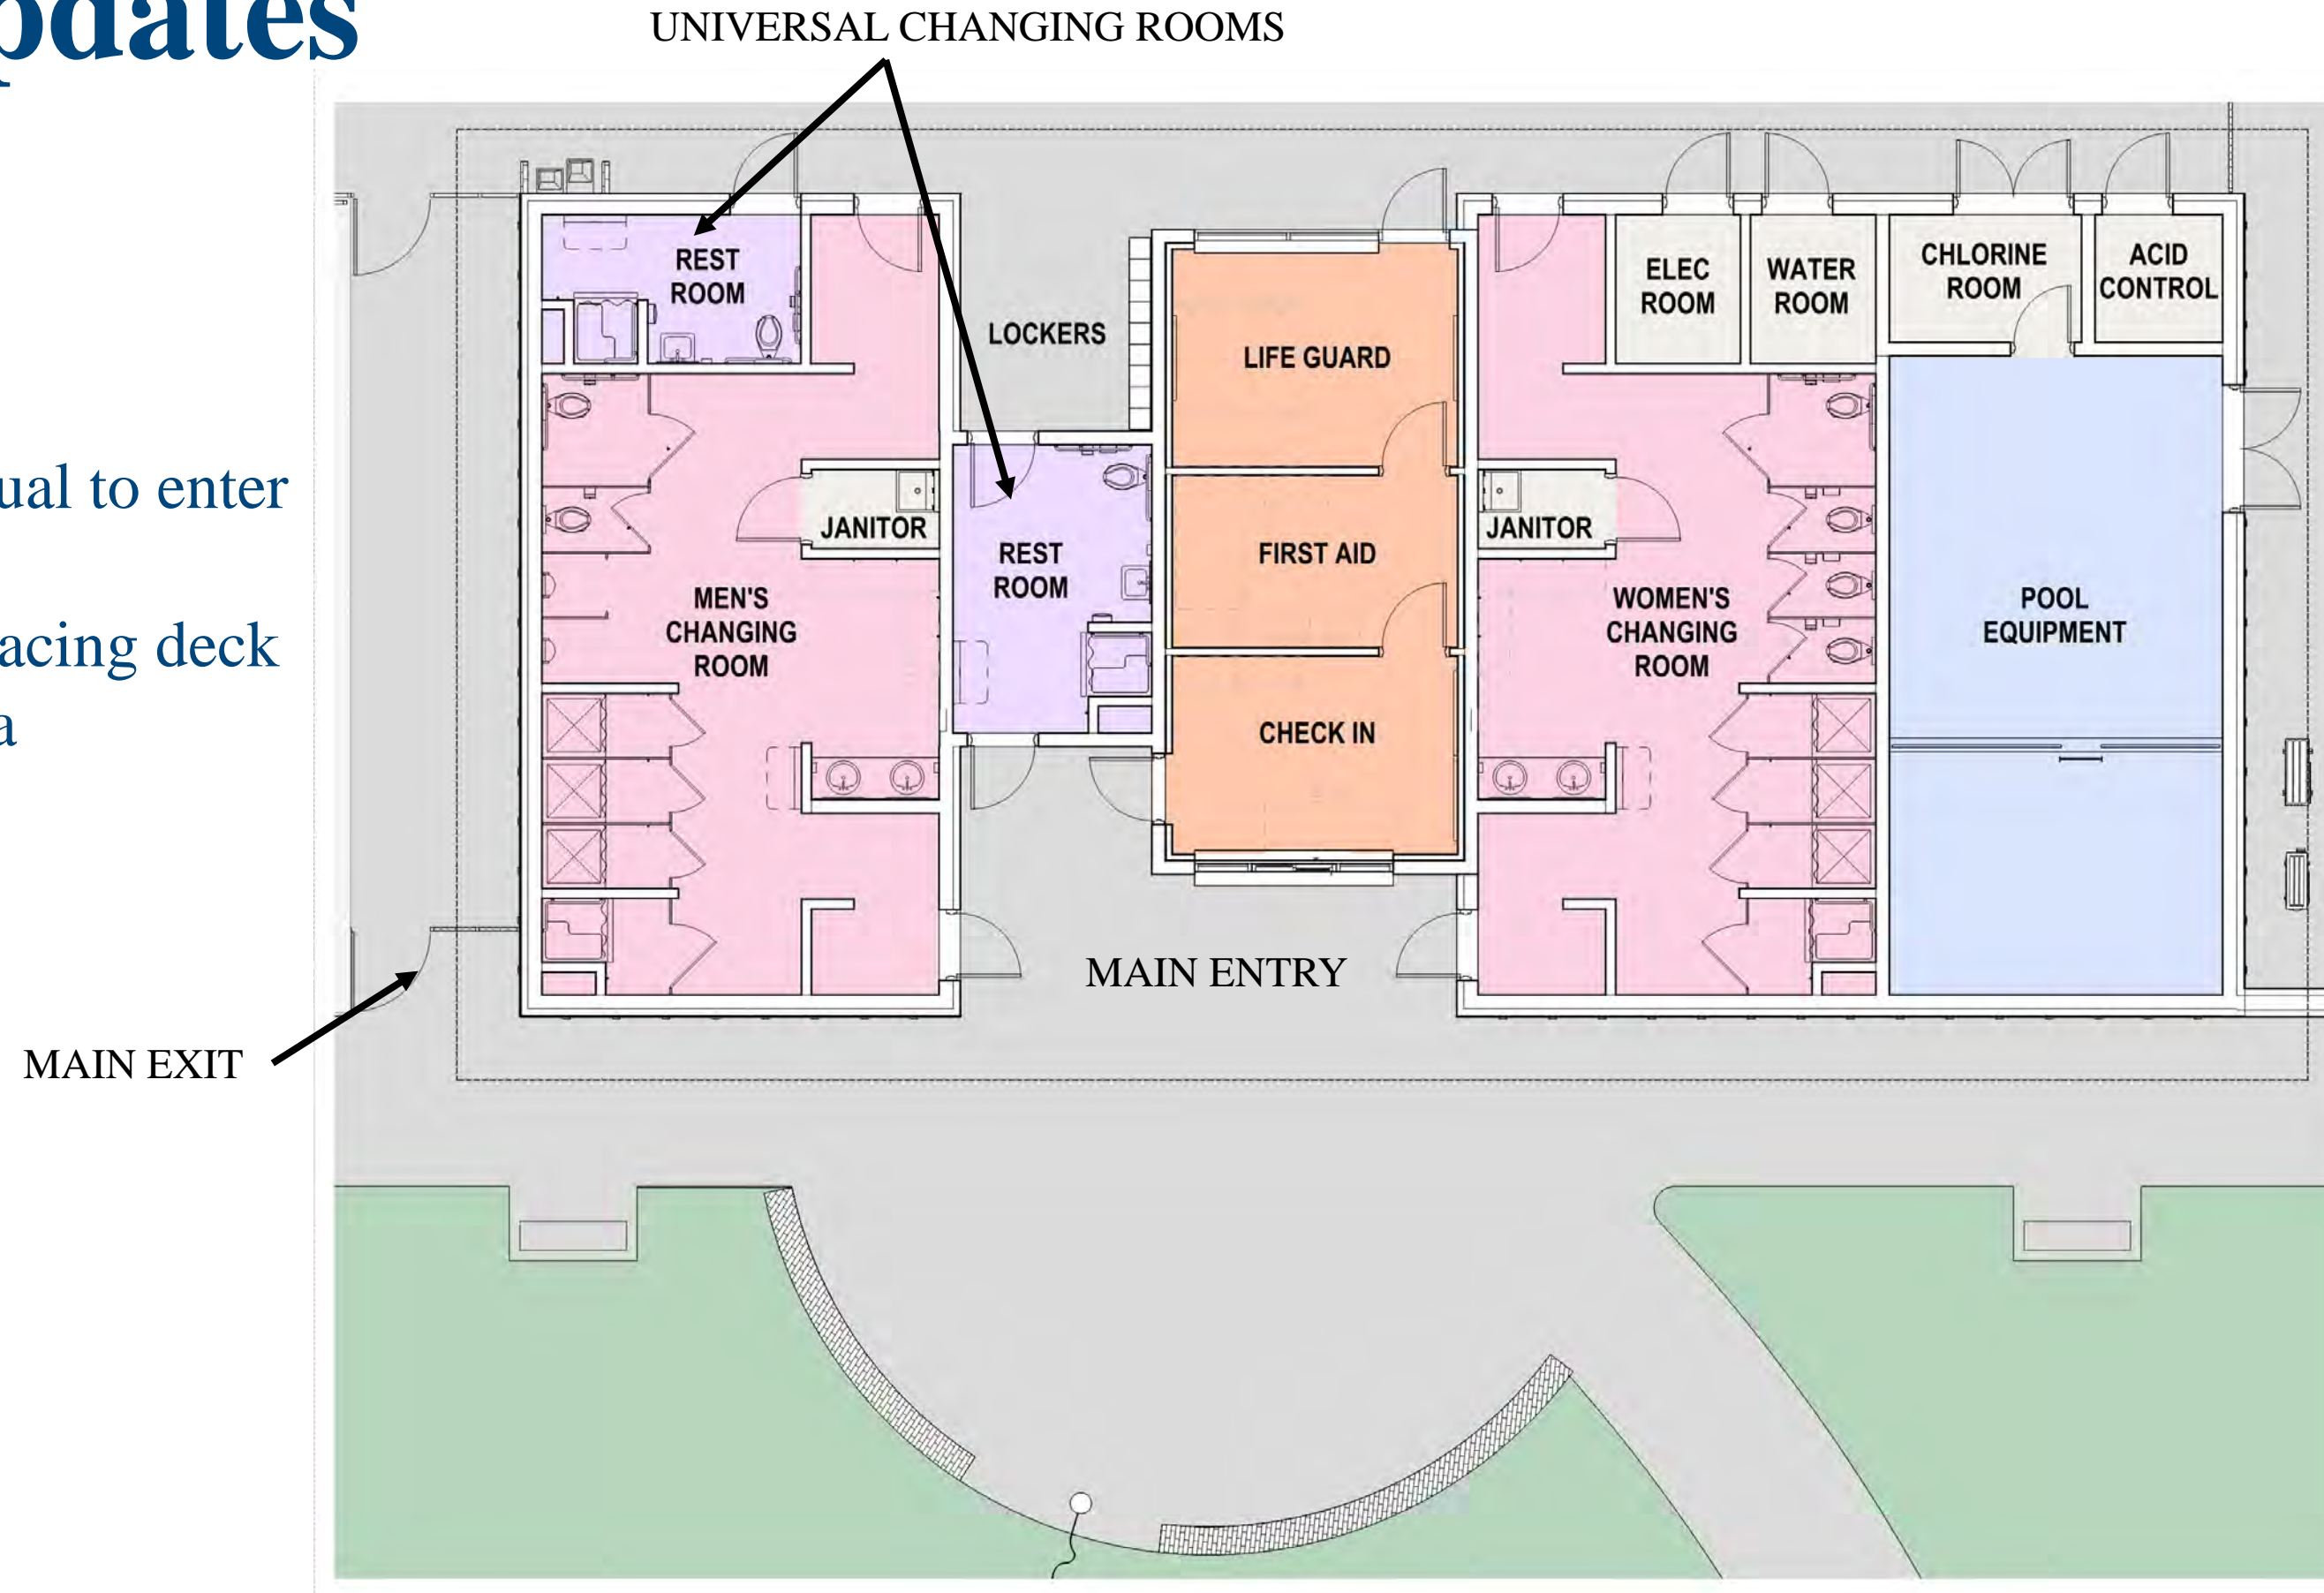 pdates
UNIVERSAL CHANGING ROOMS
REST
ROOM
LOCKERS
LIFE GUARD
ELEC
ROOM
WATER
ROOM
CHLORINE
ROOM
ACID
CONTROL
ual to enter
acing deck
a
JANITOR
REST
ROOM
FIRST AID
JANITOR
MEN'S
CHANGING
ROOM
WOMEN'S
CHANGING
ROOM
POOL
EQUIPMENT
CHECK IN
MAIN ENTRY
MAIN EXIT